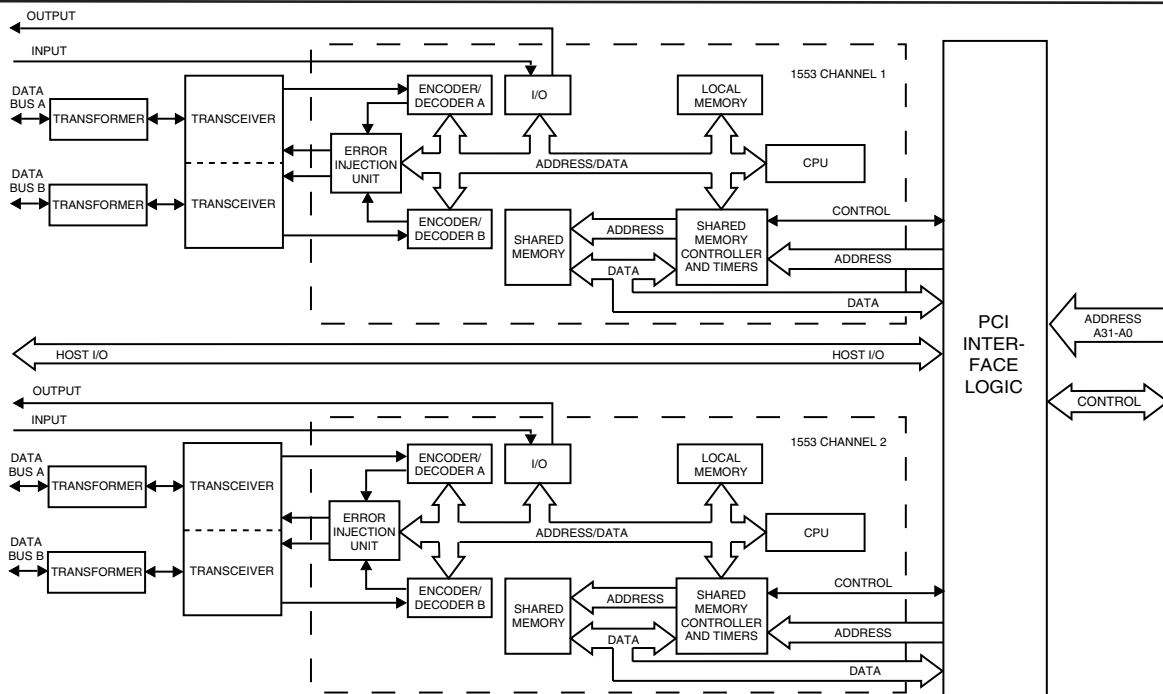 OUTPUT
INPUT
1553 CHANNEL 1
DATA
BUS A
TRANSFORMER
TRANSCEIVER
ENCODER/
DECODER A
I/O
LOCAL
MEMORY
ERROR
INJECTION
UNIT
ADDRESS/DATA
CPU
DATA
BUS B
TRANSFORMER
TRANSCEIVER
ENCODER/
DECODER B
SHARED
MEMORY
ADDRESS
DATA
SHARED
MEMORY
CONTROLLER
AND TIMERS
CONTROL
ADDRESS
DATA
HOST I/O
HOST I/O
PCI
INTER-
FACE
LOGIC
ADDRESS
A31-A0
CONTROL
OUTPUT
INPUT
1553 CHANNEL 2
DATA
BUS A
TRANSFORMER
TRANSCEIVER
ENCODER/
DECODER A
I/O
LOCAL
MEMORY
ERROR
INJECTION
UNIT
ADDRESS/DATA
CPU
DATA
BUS B
TRANSFORMER
TRANSCEIVER
ENCODER/
DECODER B
SHARED
MEMORY
ADDRESS
DATA
SHARED
MEMORY
CONTROLLER
AND TIMERS
CONTROL
ADDRESS
DATA